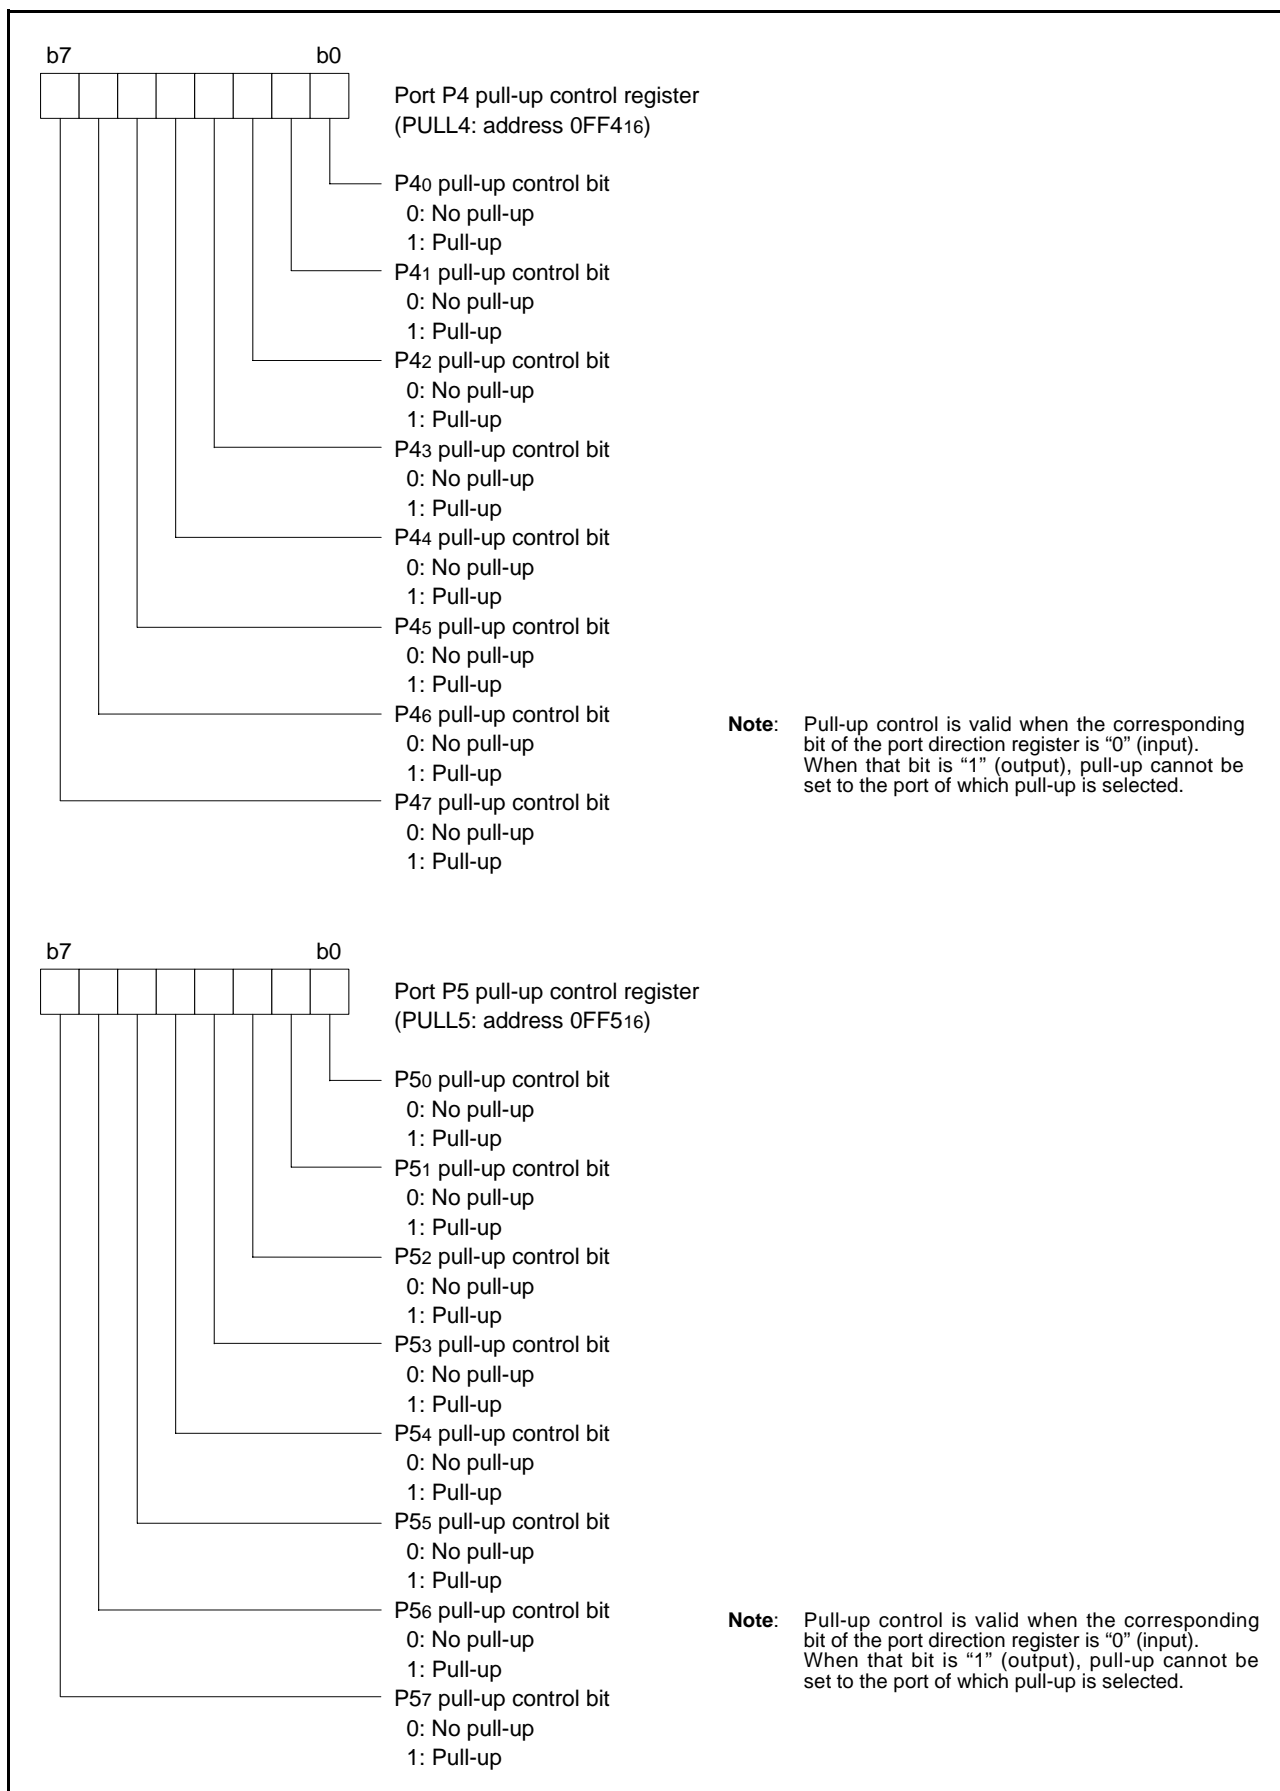 b7 b0
Port P4 pull-up control register
(PULL4: address 0FF416)
P40 pull-up control bit
0: No pull-up
1: Pull-up
P41 pull-up control bit
0: No pull-up
1: Pull-up
P42 pull-up control bit
0: No pull-up
1: Pull-up
P43 pull-up control bit
0: No pull-up
1: Pull-up
P44 pull-up control bit
0: No pull-up
1: Pull-up
P45 pull-up control bit
0: No pull-up
1: Pull-up
P46 pull-up control bit
0: No pull-up
1: Pull-up
P47 pull-up control bit
0: No pull-up
1: Pull-up
Note: Pull-up control is valid when the corresponding
bit of the port direction register is “0” (input).
When that bit is “1” (output), pull-up cannot be
set to the port of which pull-up is selected.
b7 b0
Port P5 pull-up control register
(PULL5: address 0FF516)
P50 pull-up control bit
0: No pull-up
1: Pull-up
P51 pull-up control bit
0: No pull-up
1: Pull-up
P52 pull-up control bit
0: No pull-up
1: Pull-up
P53 pull-up control bit
0: No pull-up
1: Pull-up
P54 pull-up control bit
0: No pull-up
1: Pull-up
P55 pull-up control bit
0: No pull-up
1: Pull-up
P56 pull-up control bit
0: No pull-up
1: Pull-up
P57 pull-up control bit
0: No pull-up
1: Pull-up
Note: Pull-up control is valid when the corresponding
bit of the port direction register is “0” (input).
When that bit is “1” (output), pull-up cannot be
set to the port of which pull-up is selected.